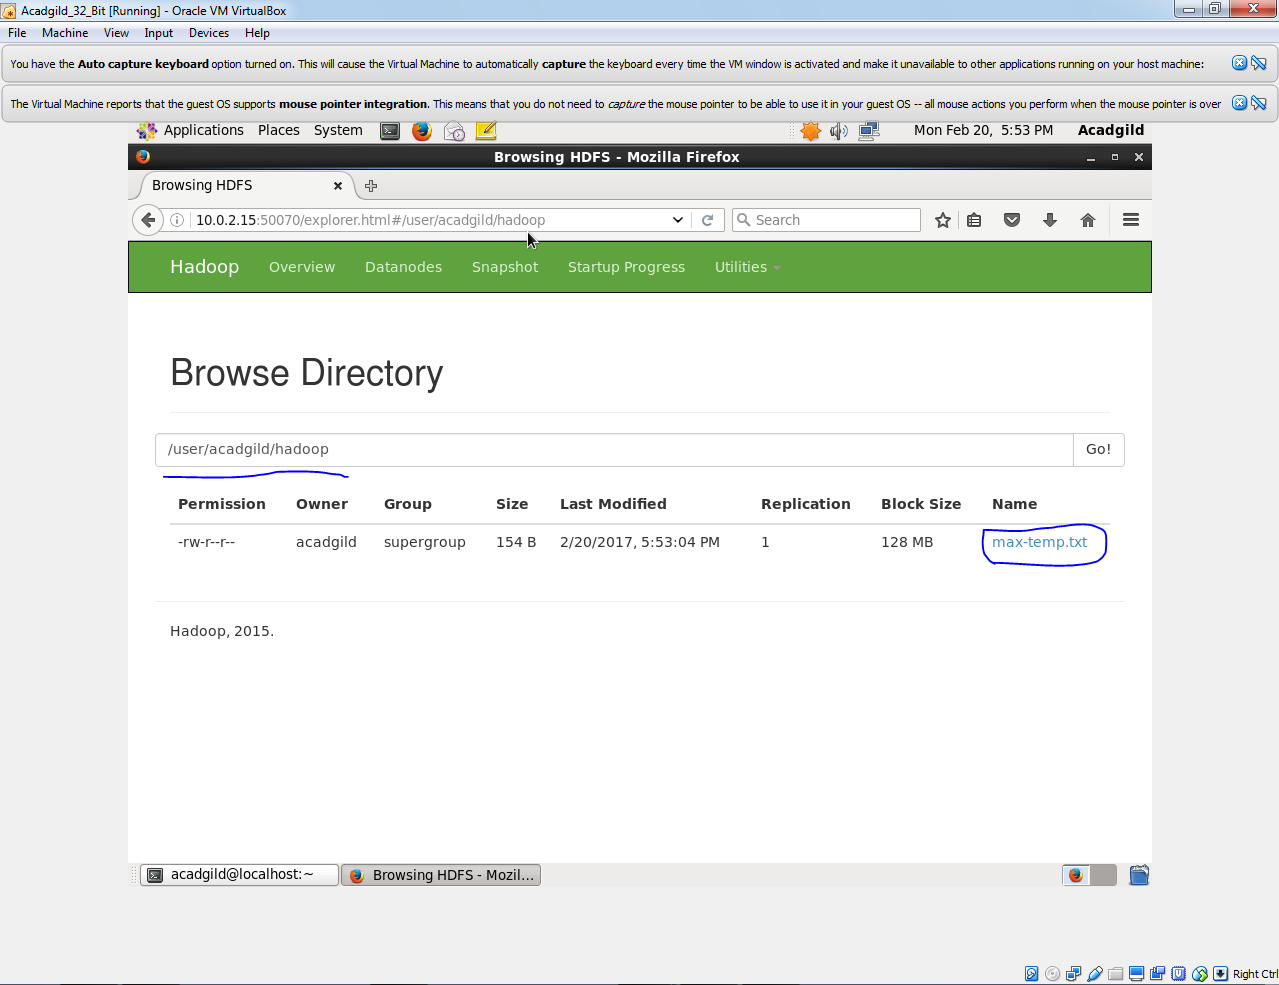 Acadgild_32_Bit [Running] - Oracle VM VirtualBox
File Machine View Input Devices Help
You have the Auto capture keyboard option turned on. This will cause the Virtual Machine to automatically capture the keyboard every time the VM window is activated and make it unavailable to other applications running on your host machine:
The Virtual Machine reports that the guest OS supports mouse pointer integration. This means that you do not need to capture the mouse pointer to be able to use it in your guest OS -- all mouse actions you perform when the mouse pointer is over
Applications Places System Mon Feb 20, 5:53 PM Acadgild
Browsing HDFS - Mozilla Firefox
Browsing HDFS
10.0.2.15:50070/explorer.html#/user/acadgild/hadoop Search
Hadoop Overview Datanodes Snapshot Startup Progress Utilities
Browse Directory
/user/acadgild/hadoop Go!
Permission Owner Group Size Last Modified Replication Block Size Name
-rw-r--r-- acadgild supergroup 154 B 2/20/2017, 5:53:04 PM 1 128 MB max-temp.txt
Hadoop, 2015.
acadgild@localhost:~ Browsing HDFS - Mozil...
Right Ctrl